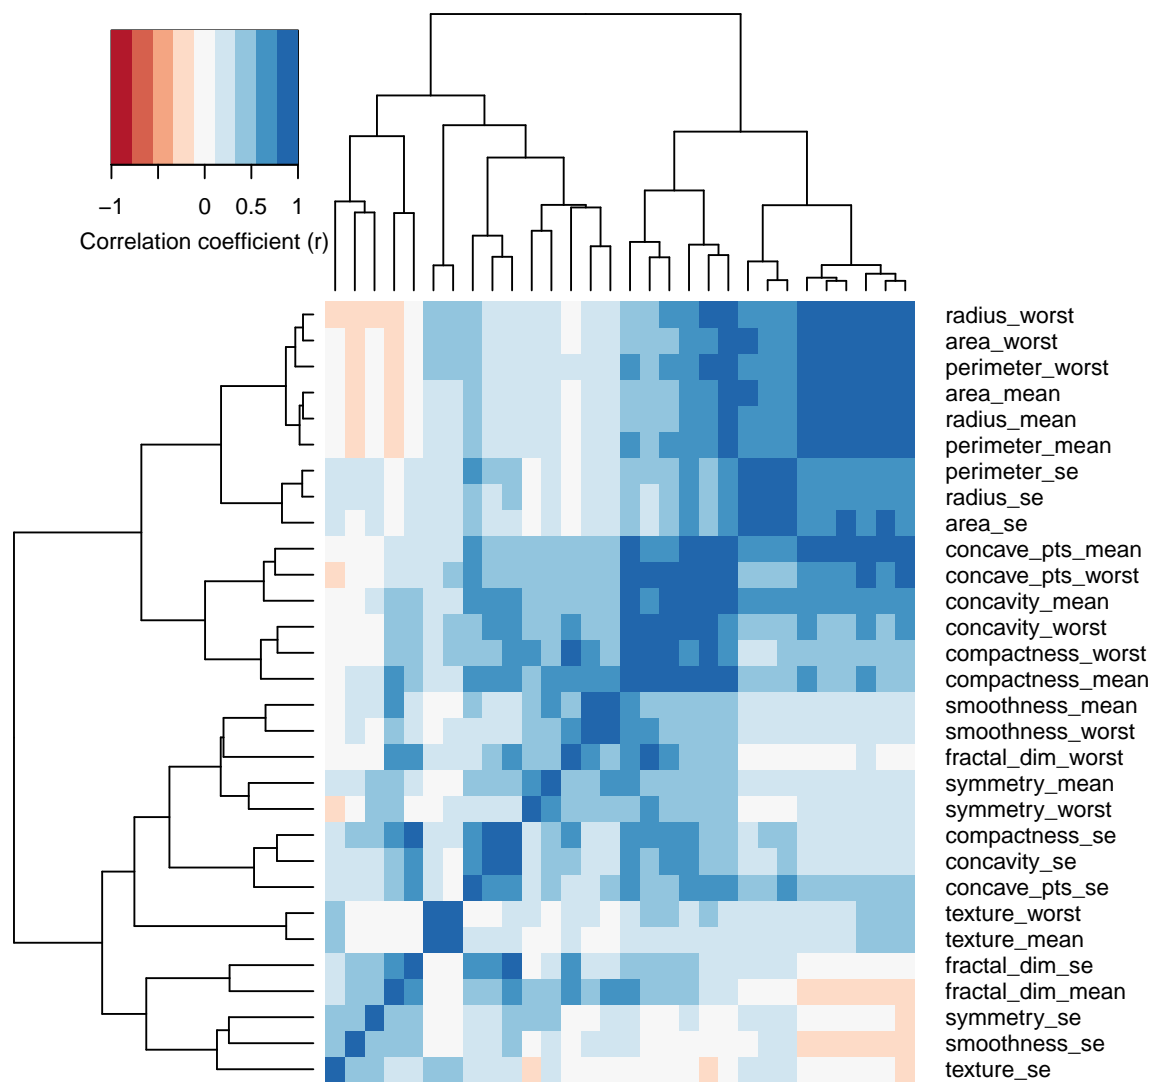 −1 0 0.5 1
Correlation coefficient (r)
radius_worst
area_worst
perimeter_worst
area_mean
radius_mean
perimeter_mean
perimeter_se
radius_se
area_se
concave_pts_mean
concave_pts_worst
concavity_mean
concavity_worst
compactness_worst
compactness_mean
smoothness_mean
smoothness_worst
fractal_dim_worst
symmetry_mean
symmetry_worst
compactness_se
concavity_se
concave_pts_se
texture_worst
texture_mean
fractal_dim_se
fractal_dim_mean
symmetry_se
smoothness_se
texture_se